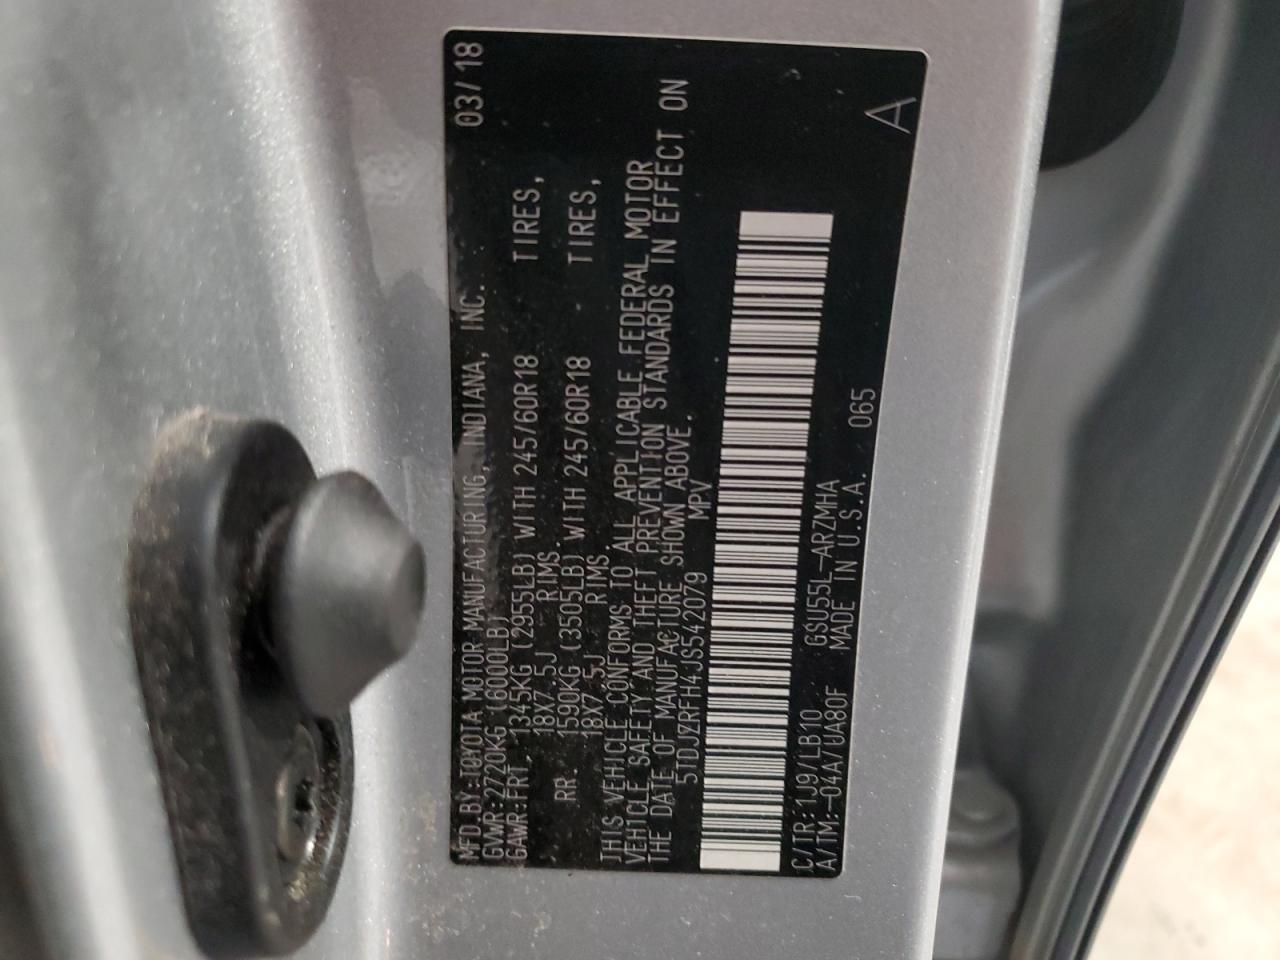 MFD.BY:TOYOTA MOTOR MANUFACTURING, INDIANA, INC. 03/18
GVWR:2720KG (6000LB)
GAWR:FRT, 1345KG (2955LB) WITH 245/60R18 TIRES,
18X7.5J RIMS.
RR. 1590KG (3505LB) WITH 245/60R18 TIRES,
18X7.5J RIMS.
THIS VEHICLE CONFORMS TO ALL APPLICABLE FEDERAL MOTOR
VEHICLE SAFETY AND THEFT PREVENTION STANDARDS IN EFFECT ON
THE DATE OF MANUFACTURE SHOWN ABOVE.
5TDJZRFH4JS542079 MPV
C/TR:1J9/LB10 GSU55L-ARZMHA
A/TM:-04A/UA80F MADE IN U.S.A. 065
A